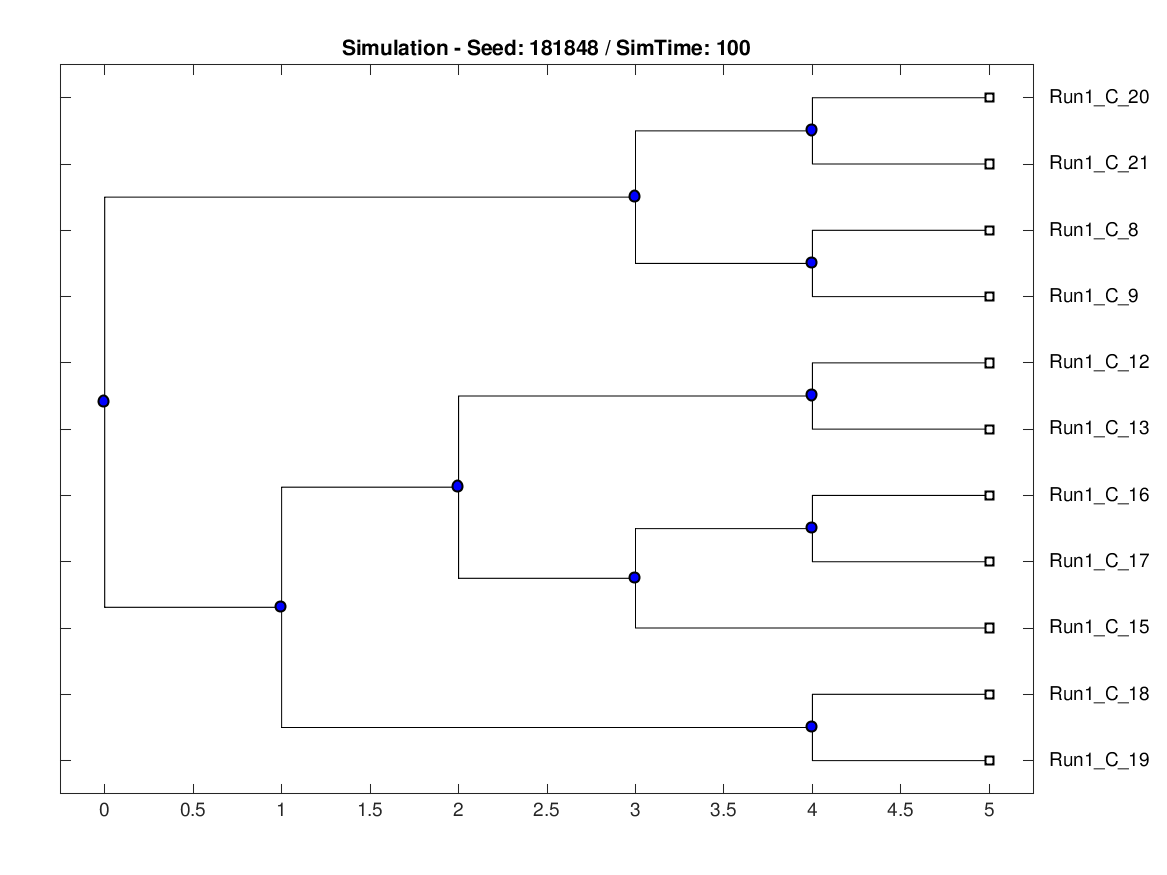 Simulation - Seed: 181848 / SimTime: 100
Run1_C_20
Run1_C_21
Run1_C_8
Run1_C_9
Run1_C_12
Run1_C_13
Run1_C_16
Run1_C_17
Run1_C_15
Run1_C_18
Run1_C_19
0 0.5 1 1.5 2 2.5 3 3.5 4 4.5 5